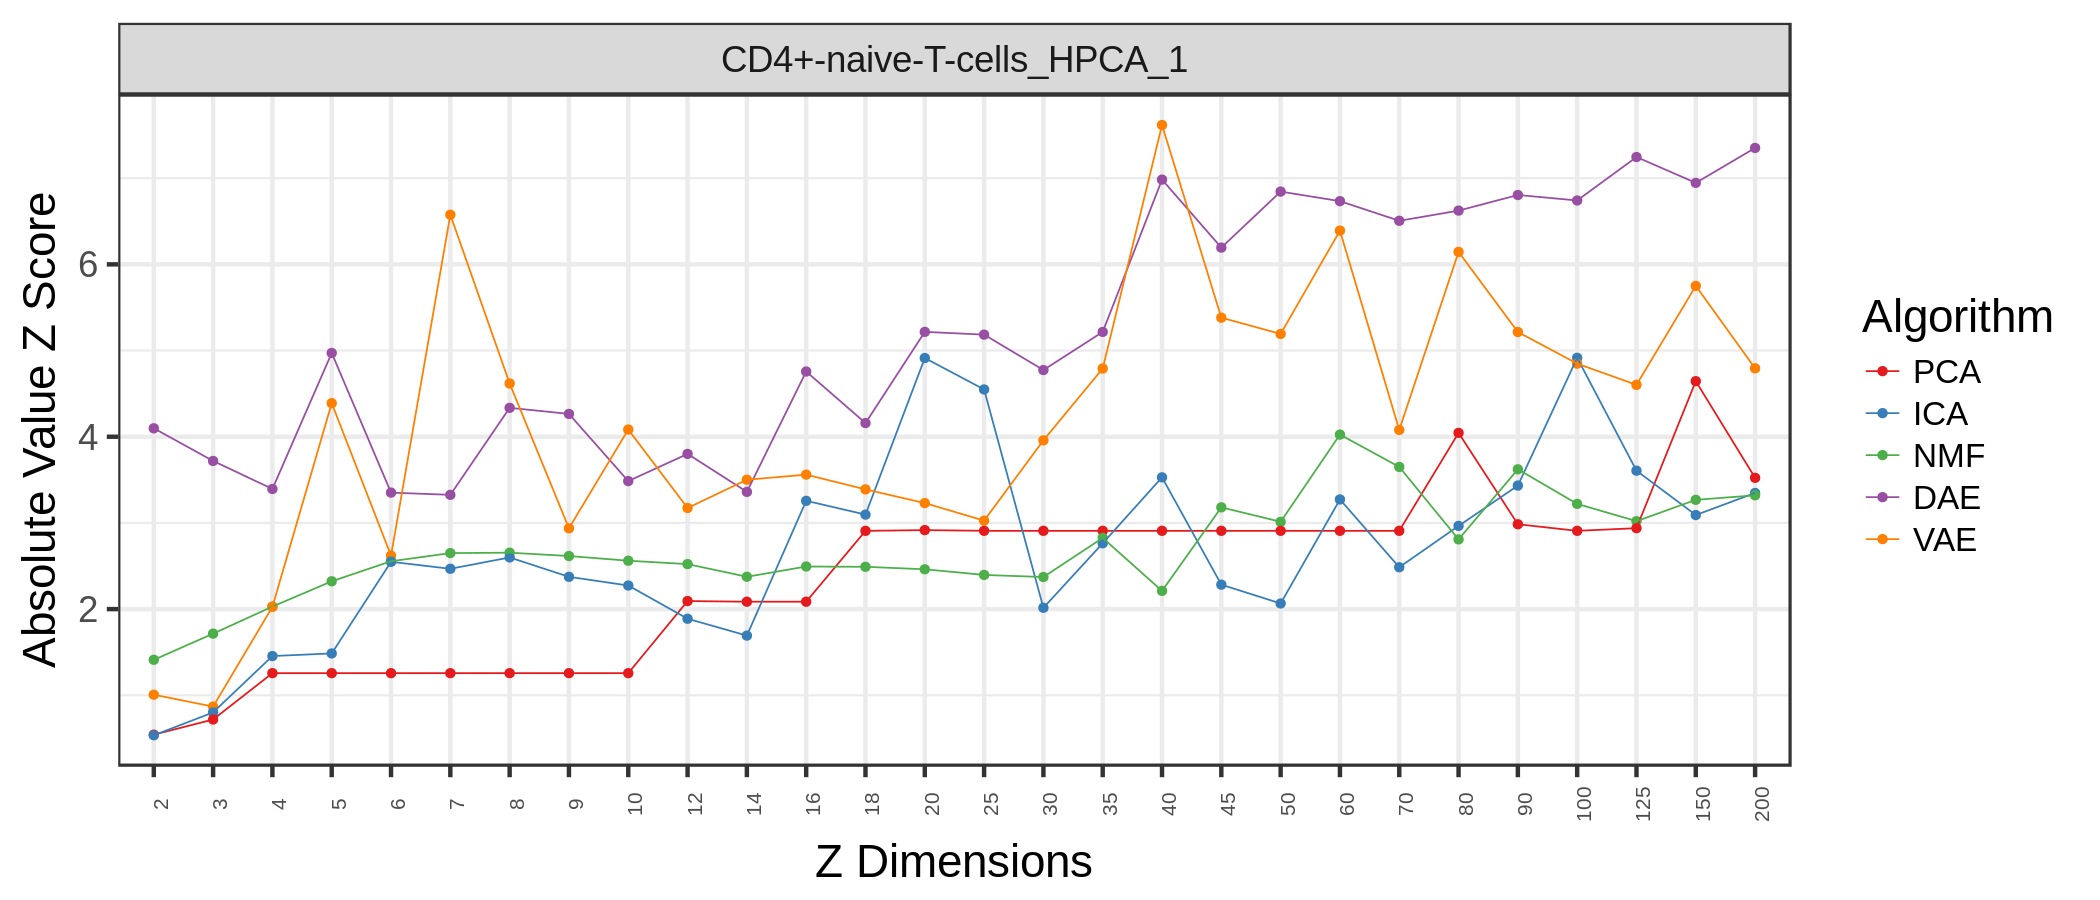 CD4+-naive-T-cells_HPCA_1
Absolute Value Z Score
6
4
2
2 3 4 5 6 7 8 9 10 12 14 16 18 20 25 30 35 40 45 50 60 70 80 90 100 125 150 200
Z Dimensions
Algorithm
PCA
ICA
NMF
DAE
VAE